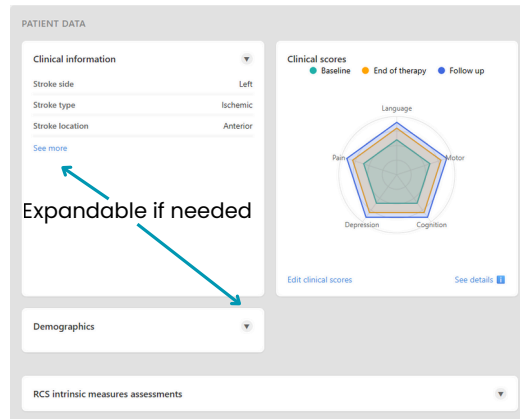 PATIENT DATA
Clinical information
Stroke side Left
Stroke type Ischemic
Stroke location Anterior
See more
Expandable if needed
Clinical scores
Baseline End of therapy Follow up
Language
Pain Motor
Depression Cognition
Edit clinical scores See details i
Demographics
RCS intrinsic measures assessments